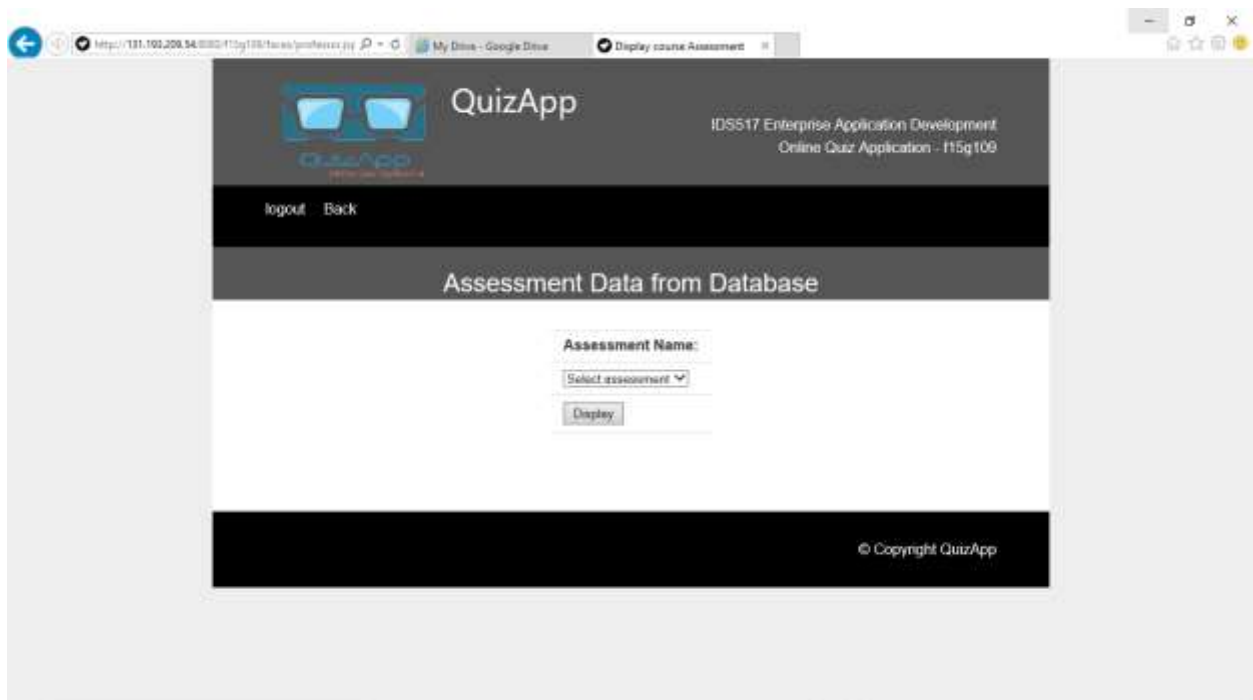 My Drive - Google Drive
Display course Assessment
QuizApp
IDS517 Enterprise Application Development
Online Quiz Application - f15g109
QuizApp
logout Back
Assessment Data from Database
Assessment Name:
Select assessment
Display
© Copyright QuizApp